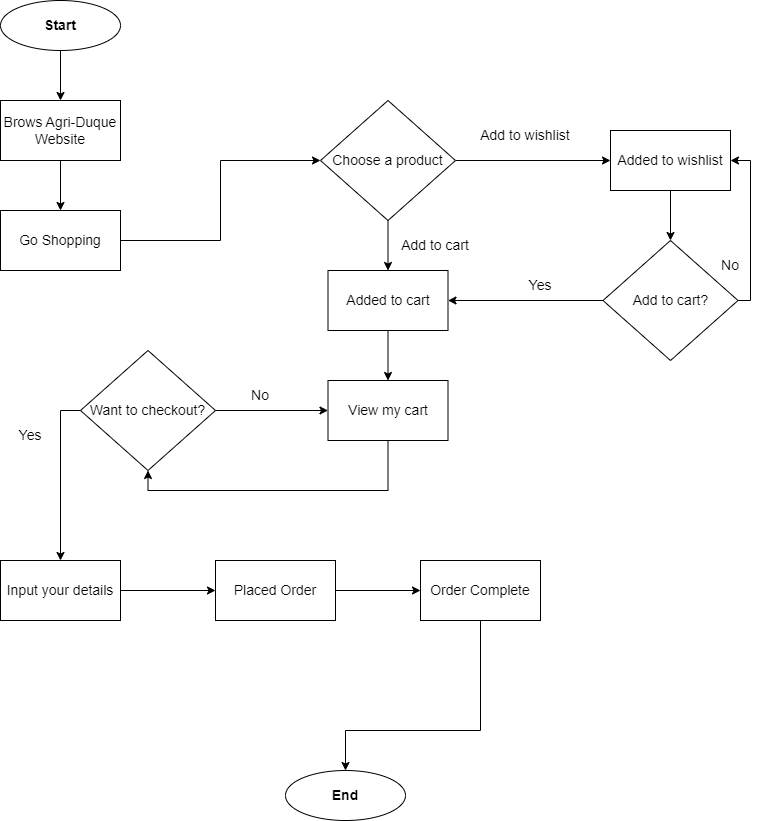 Start
Brows Agri-Duque
Website
Go Shopping
Choose a product
Add to wishlist
Added to wishlist
Add to cart
No
Add to cart?
Yes
Added to cart
View my cart
No
Want to checkout?
Yes
Input your details
Placed Order
Order Complete
End